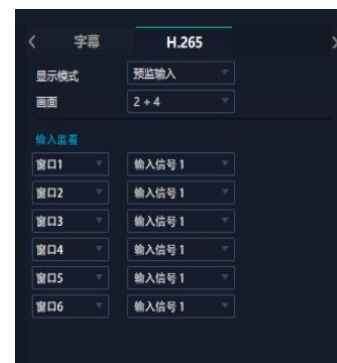 字幕 H.265
显示模式 预监输入
画面 2 + 4
输入监看
窗口1 输入信号 1
窗口2 输入信号 1
窗口3 输入信号 1
窗口4 输入信号 1
窗口5 输入信号 1
窗口6 输入信号 1